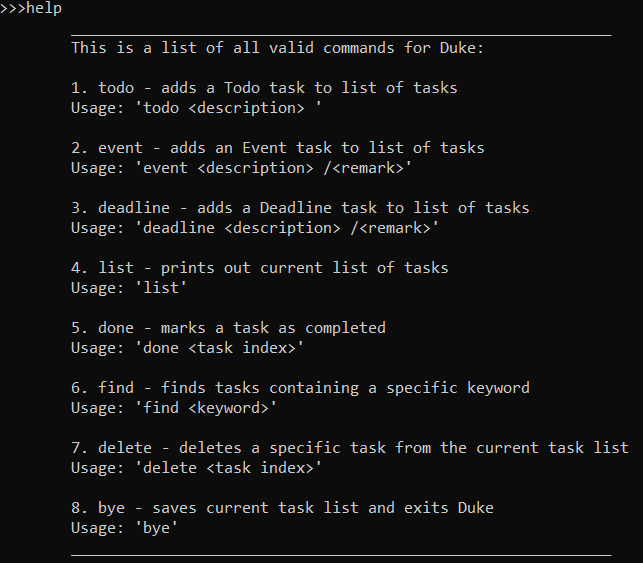 >>>help
____________________________________________________________
This is a list of all valid commands for Duke:
1. todo - adds a Todo task to list of tasks
Usage: 'todo <description> '
2. event - adds an Event task to list of tasks
Usage: 'event <description> /<remark>'
3. deadline - adds a Deadline task to list of tasks
Usage: 'deadline <description> /<remark>'
4. list - prints out current list of tasks
Usage: 'list'
5. done - marks a task as completed
Usage: 'done <task index>'
6. find - finds tasks containing a specific keyword
Usage: 'find <keyword>'
7. delete - deletes a specific task from the current task list
Usage: 'delete <task index>'
8. bye - saves current task list and exits Duke
Usage: 'bye'
____________________________________________________________